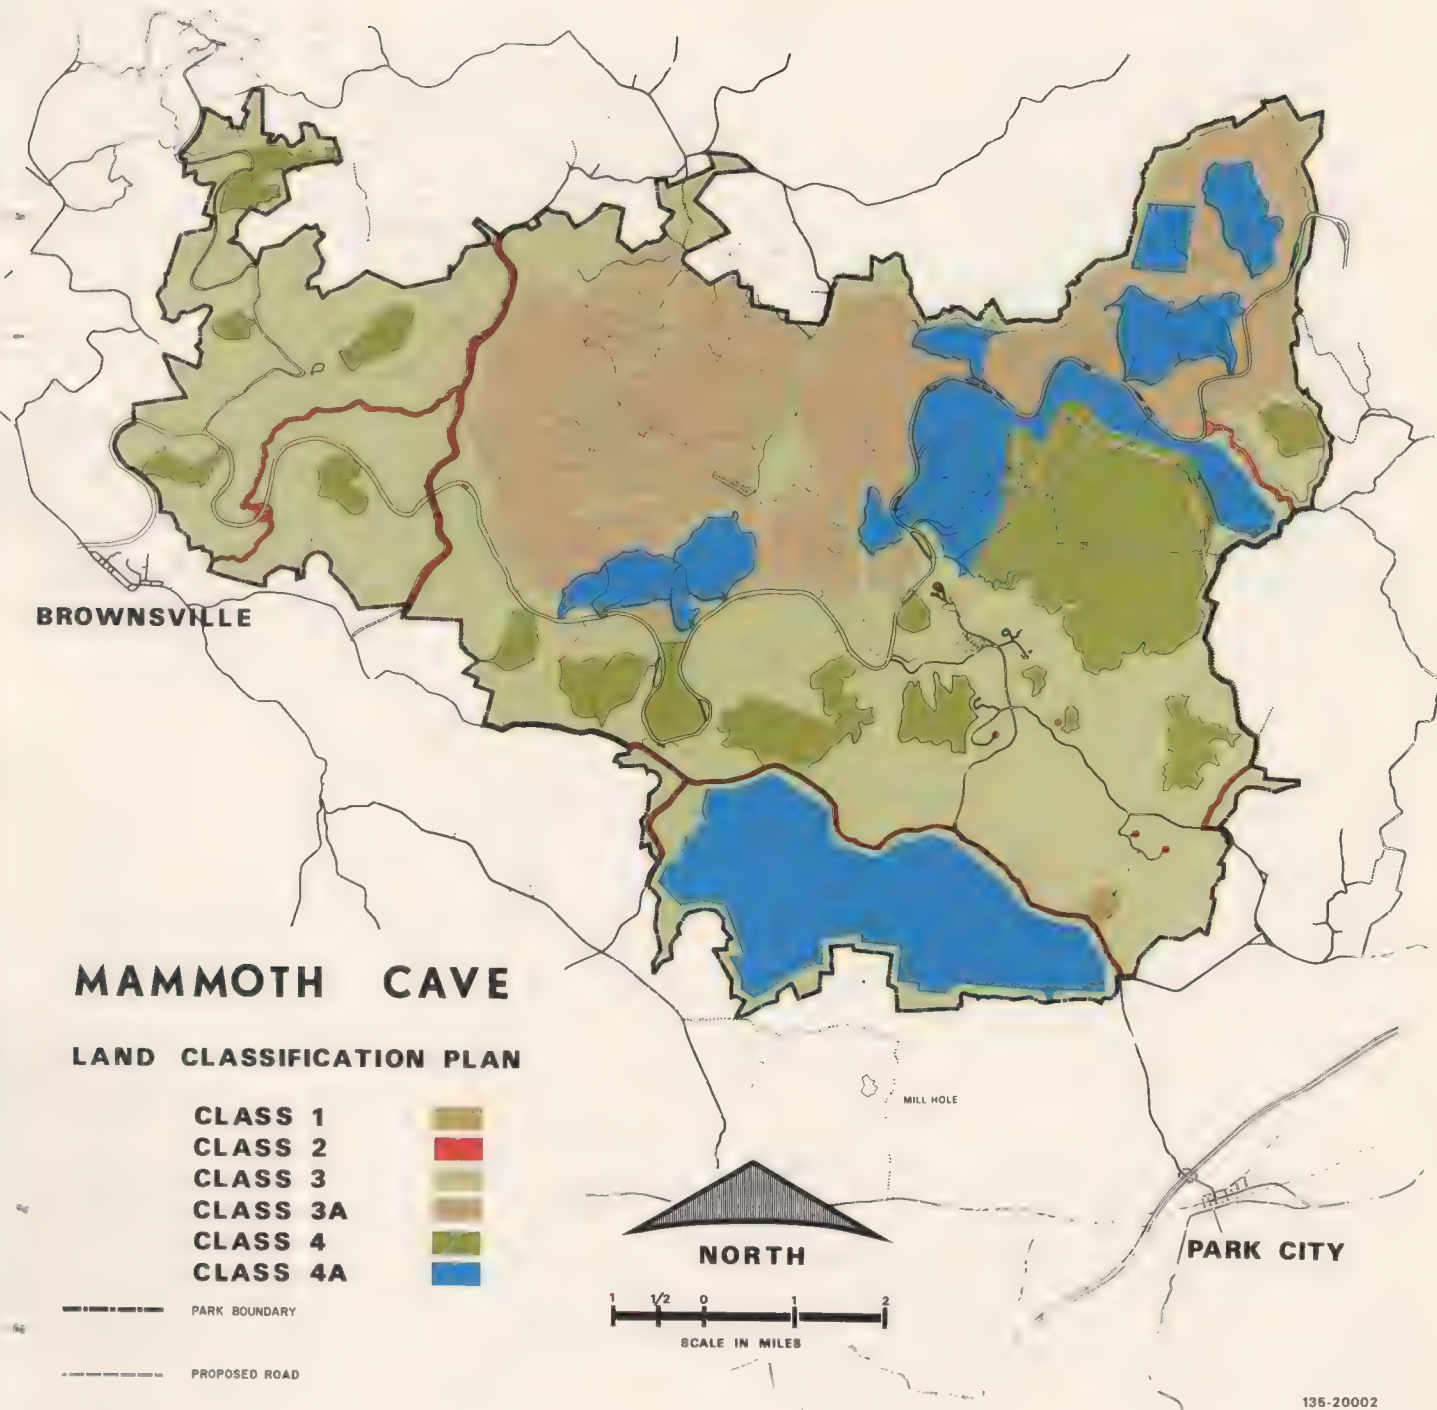 BROWNSVILLE
MAMMOTH CAVE
LAND CLASSIFICATION PLAN
CLASS 1
CLASS 2
CLASS 3
CLASS 3A
CLASS 4
CLASS 4A
PARK BOUNDARY
PROPOSED ROAD
MILL HOLE
NORTH
PARK CITY
1 1/2 0 1 2
SCALE IN MILES
135-20002